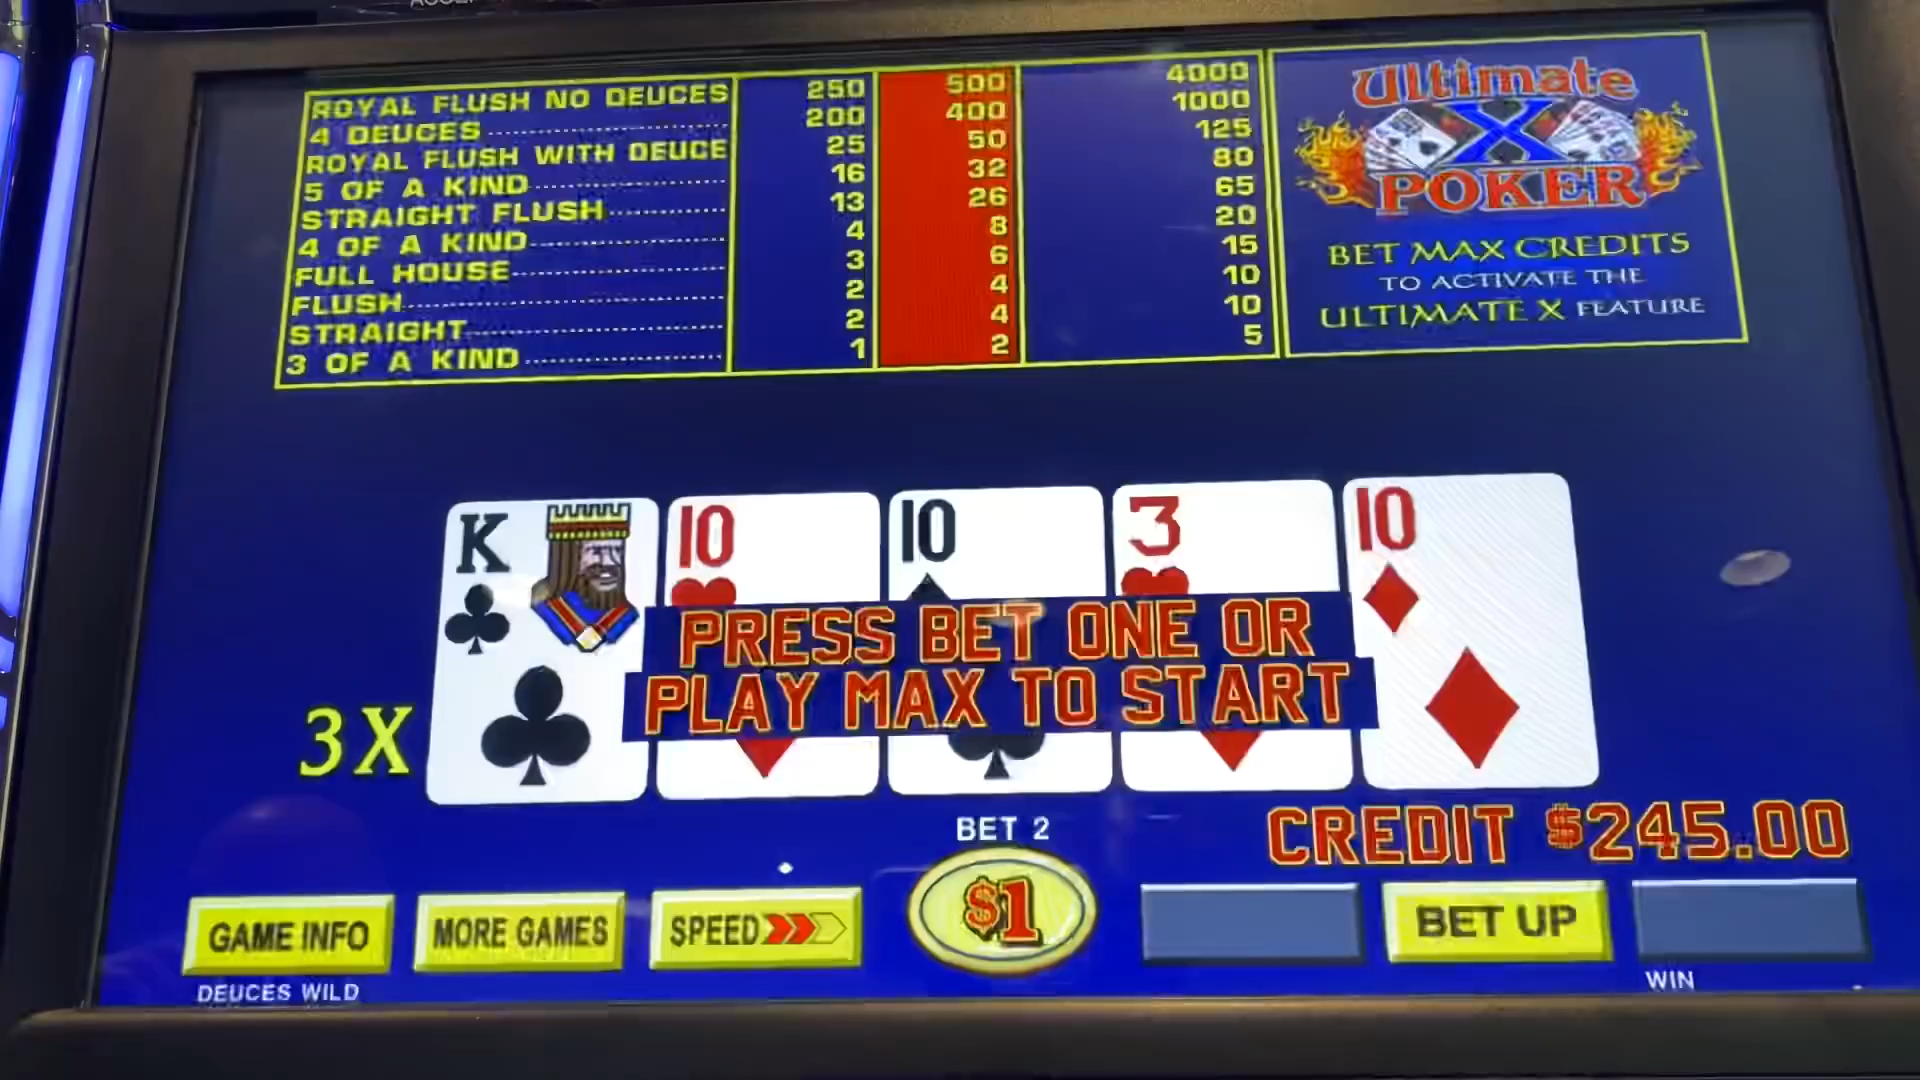 ROYAL FLUSH NO DEUCES 250 500 4000
4 DEUCES 200 400 1000
ROYAL FLUSH WITH DEUCE 25 50 125
5 OF A KIND 16 32 80
STRAIGHT FLUSH 13 26 65
4 OF A KIND 4 8 20
FULL HOUSE 3 6 15
FLUSH 2 4 10
STRAIGHT 2 4 10
3 OF A KIND 1 2 5
Ultimate
X
POKER
BET MAX CREDITS
TO ACTIVATE THE
ULTIMATE X FEATURE
K
10
10
3
10
PRESS BET ONE OR
PLAY MAX TO START
3X
BET 2
CREDIT $245.00
GAME INFO
MORE GAMES
SPEED
$1
BET UP
DEUCES WILD
WIN